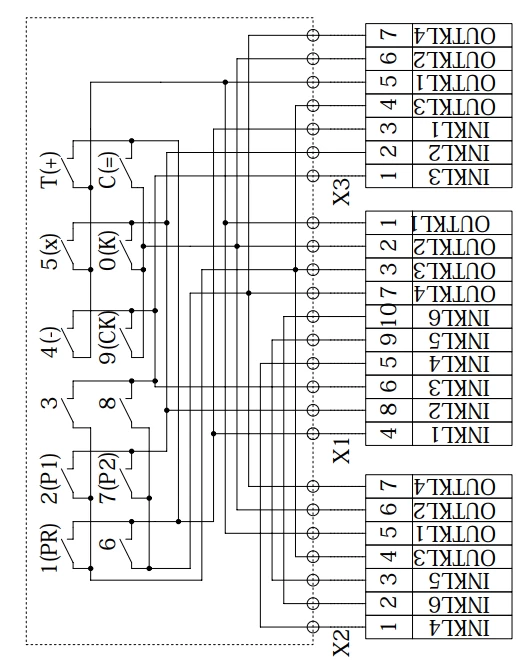 T(+)
C(=)
5(x)
0(K)
4(-)
9(CK)
3
8
2(P1)
7(P2)
1(PR)
6
X3
7 OUTKL4
6 OUTKL2
5 OUTKL1
4 OUTKL3
3 INKL1
2 INKL2
1 INKL3
X1
1 OUTKL1
2 OUTKL2
3 OUTKL3
7 OUTKL4
10 INKL6
9 INKL5
5 INKL4
6 INKL3
8 INKL2
4 INKL1
X2
7 OUTKL4
6 OUTKL2
5 OUTKL1
4 OUTKL3
3 INKL5
2 INKL6
1 INKL4